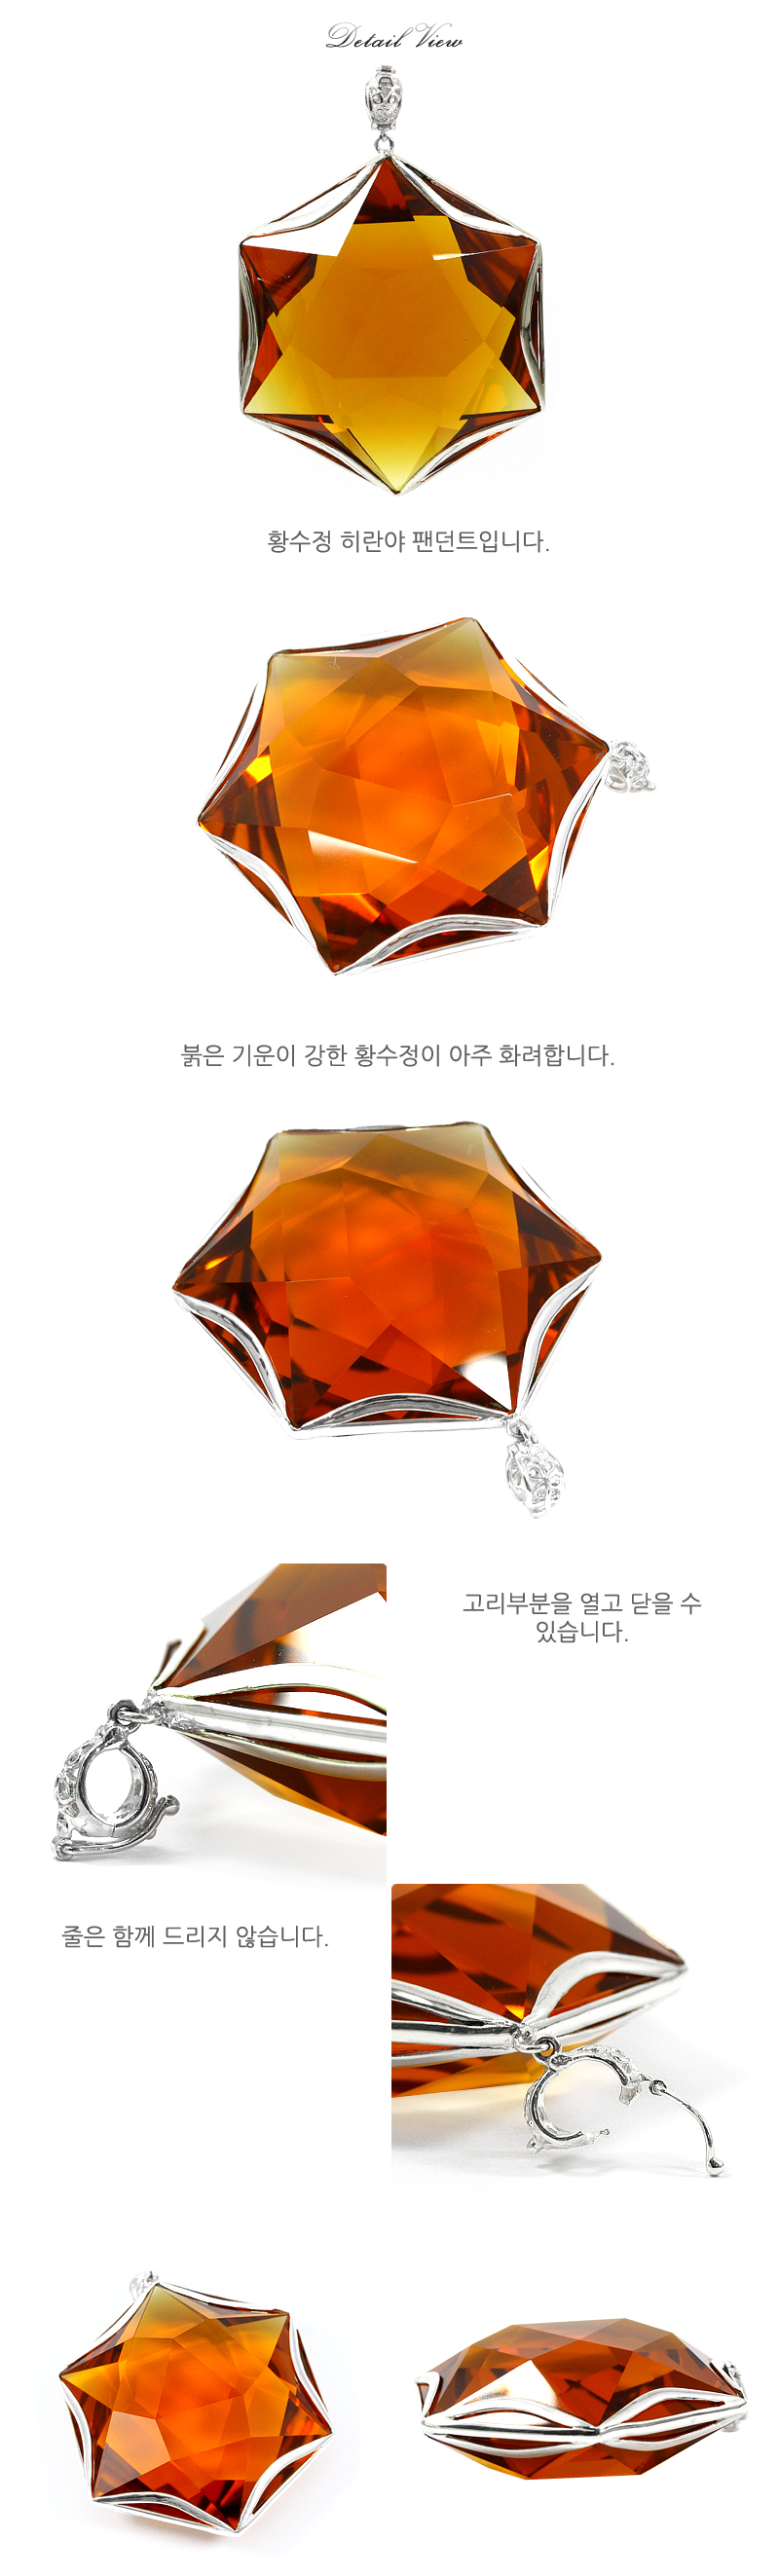 Detail View
황수정 히란야 팬던트입니다.
붉은 기운이 강한 황수정이 아주 화려합니다.
고리부분을 열고 닫을 수
있습니다.
줄은 함께 드리지 않습니다.